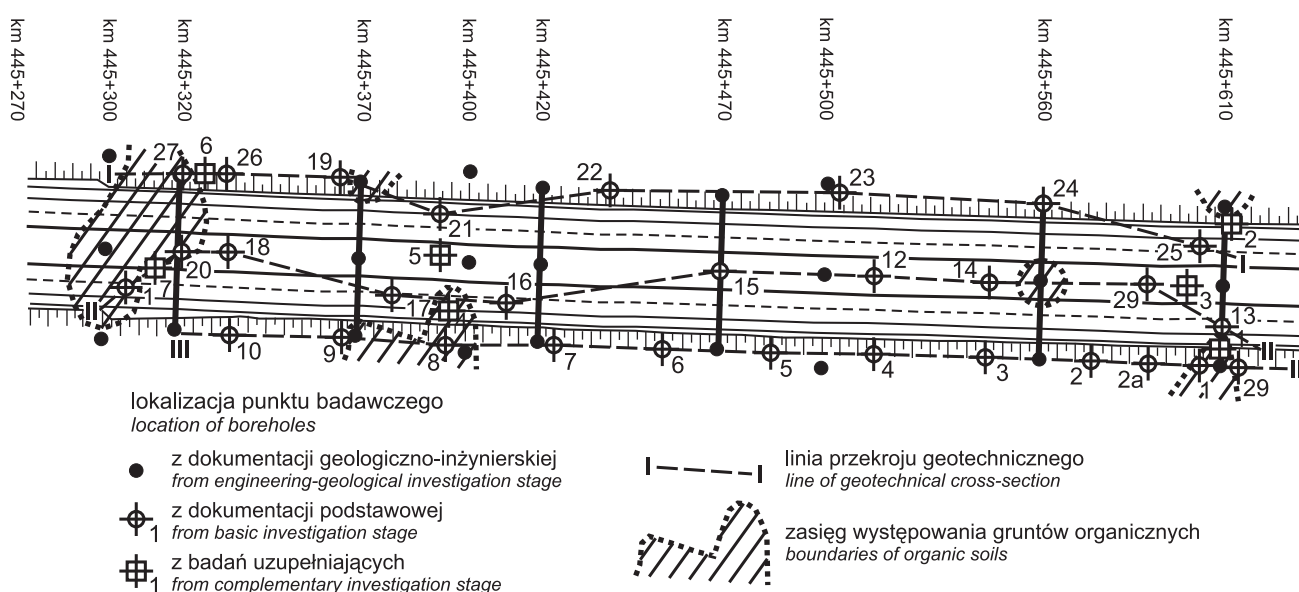 km 445+270
km 445+300
km 445+320
km 445+370
km 445+400
km 445+420
km 445+470
km 445+500
km 445+560
km 445+610
I 27 6 26 19 22 23 24
21 25 2 I
18 5 12 14
20 16 15 29 3
1 7 17 13
II 1 1 II
III 10 9 8 7 6 5 4 3 2 2a 1 29 II
lokalizacja punktu badawczego
location of boreholes
z dokumentacji geologiczno-inżynierskiej
from engineering-geological investigation stage
z dokumentacji podstawowej
1 from basic investigation stage
z badań uzupełniających
1 from complementary investigation stage
I I linia przekroju geotechnicznego
line of geotechnical cross-section
zasięg występowania gruntów organicznych
boundaries of organic soils